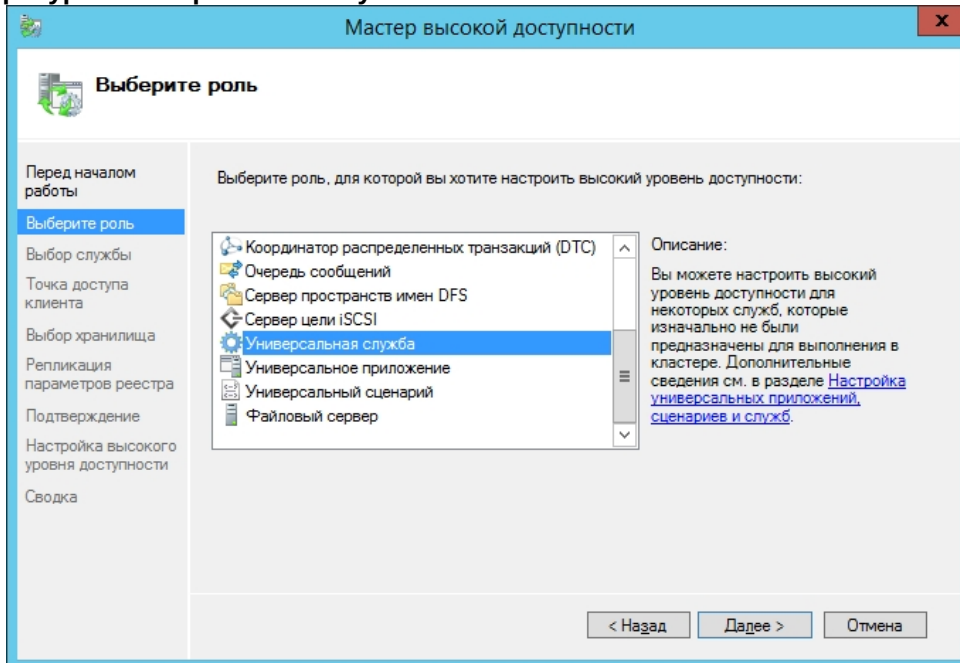 Мастер высокой доступности
x
Выберите роль
Перед началом
работы
Выберите роль
Выбор службы
Точка доступа
клиента
Выбор хранилища
Репликация
параметров реестра
Подтверждение
Настройка высокого
уровня доступности
Сводка
Выберите роль, для которой вы хотите настроить высокий уровень доступности:
Координатор распределенных транзакций (DTC)
Очередь сообщений
Сервер пространств имен DFS
Сервер цели iSCSI
Универсальная служба
Универсальное приложение
Универсальный сценарий
Файловый сервер
Описание:
Вы можете настроить высокий
уровень доступности для
некоторых служб, которые
изначально не были
предназначены для выполнения в
кластере. Дополнительные
сведения см. в разделе Настройка
универсальных приложений,
сценариев и служб.
< Назад
Далее >
Отмена